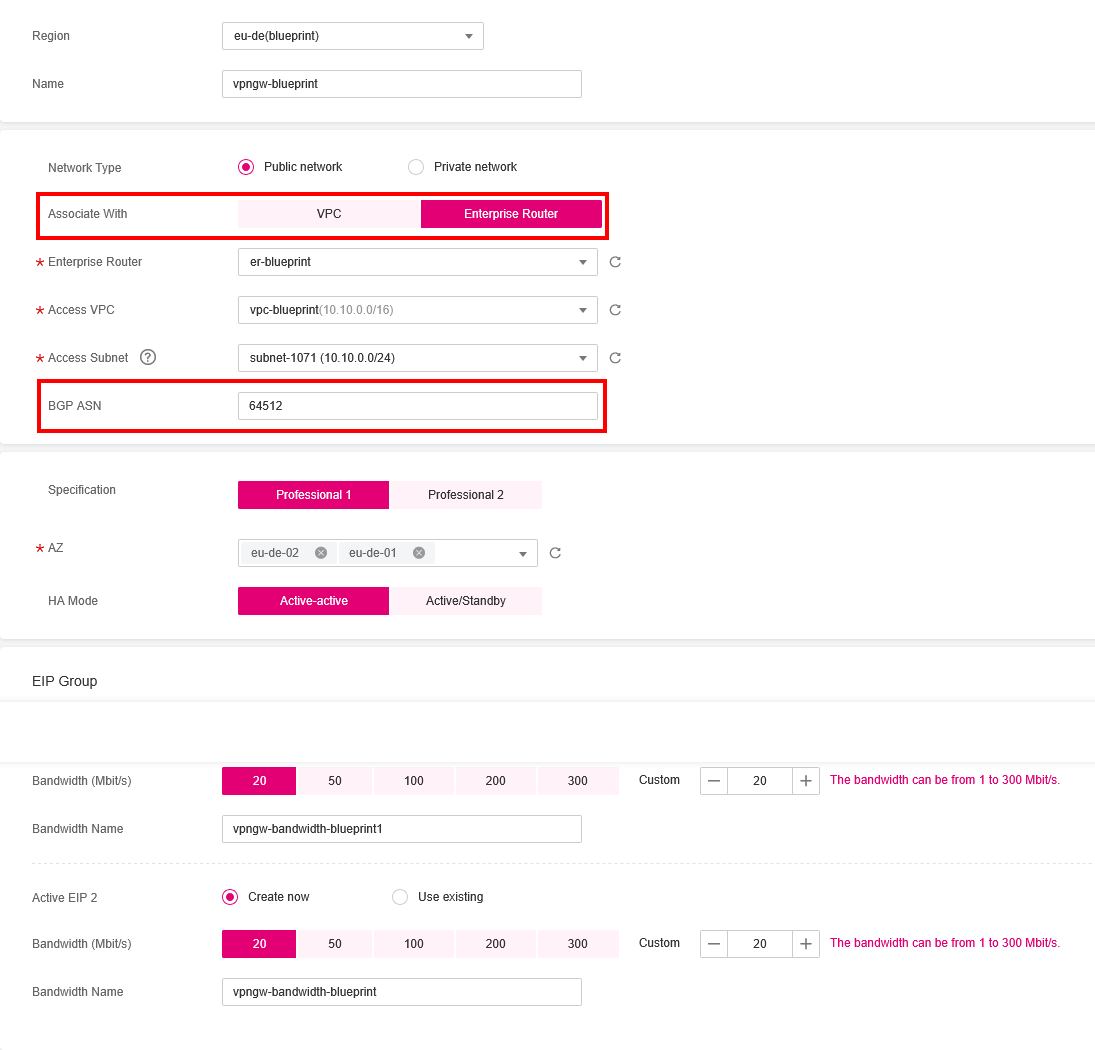 Region eu-de(blueprint)
Name vpngw-blueprint
Network Type Public network Private network
Associate With VPC Enterprise Router
* Enterprise Router er-blueprint
* Access VPC vpc-blueprint(10.10.0.0/16)
* Access Subnet ? subnet-1071 (10.10.0.0/24)
BGP ASN 64512
Specification Professional 1 Professional 2
* AZ eu-de-02 eu-de-01
HA Mode Active-active Active/Standby
EIP Group
Bandwidth (Mbit/s) 20 50 100 200 300 Custom − 20 + The bandwidth can be from 1 to 300 Mbit/s.
Bandwidth Name vpngw-bandwidth-blueprint1
Active EIP 2 Create now Use existing
Bandwidth (Mbit/s) 20 50 100 200 300 Custom − 20 + The bandwidth can be from 1 to 300 Mbit/s.
Bandwidth Name vpngw-bandwidth-blueprint